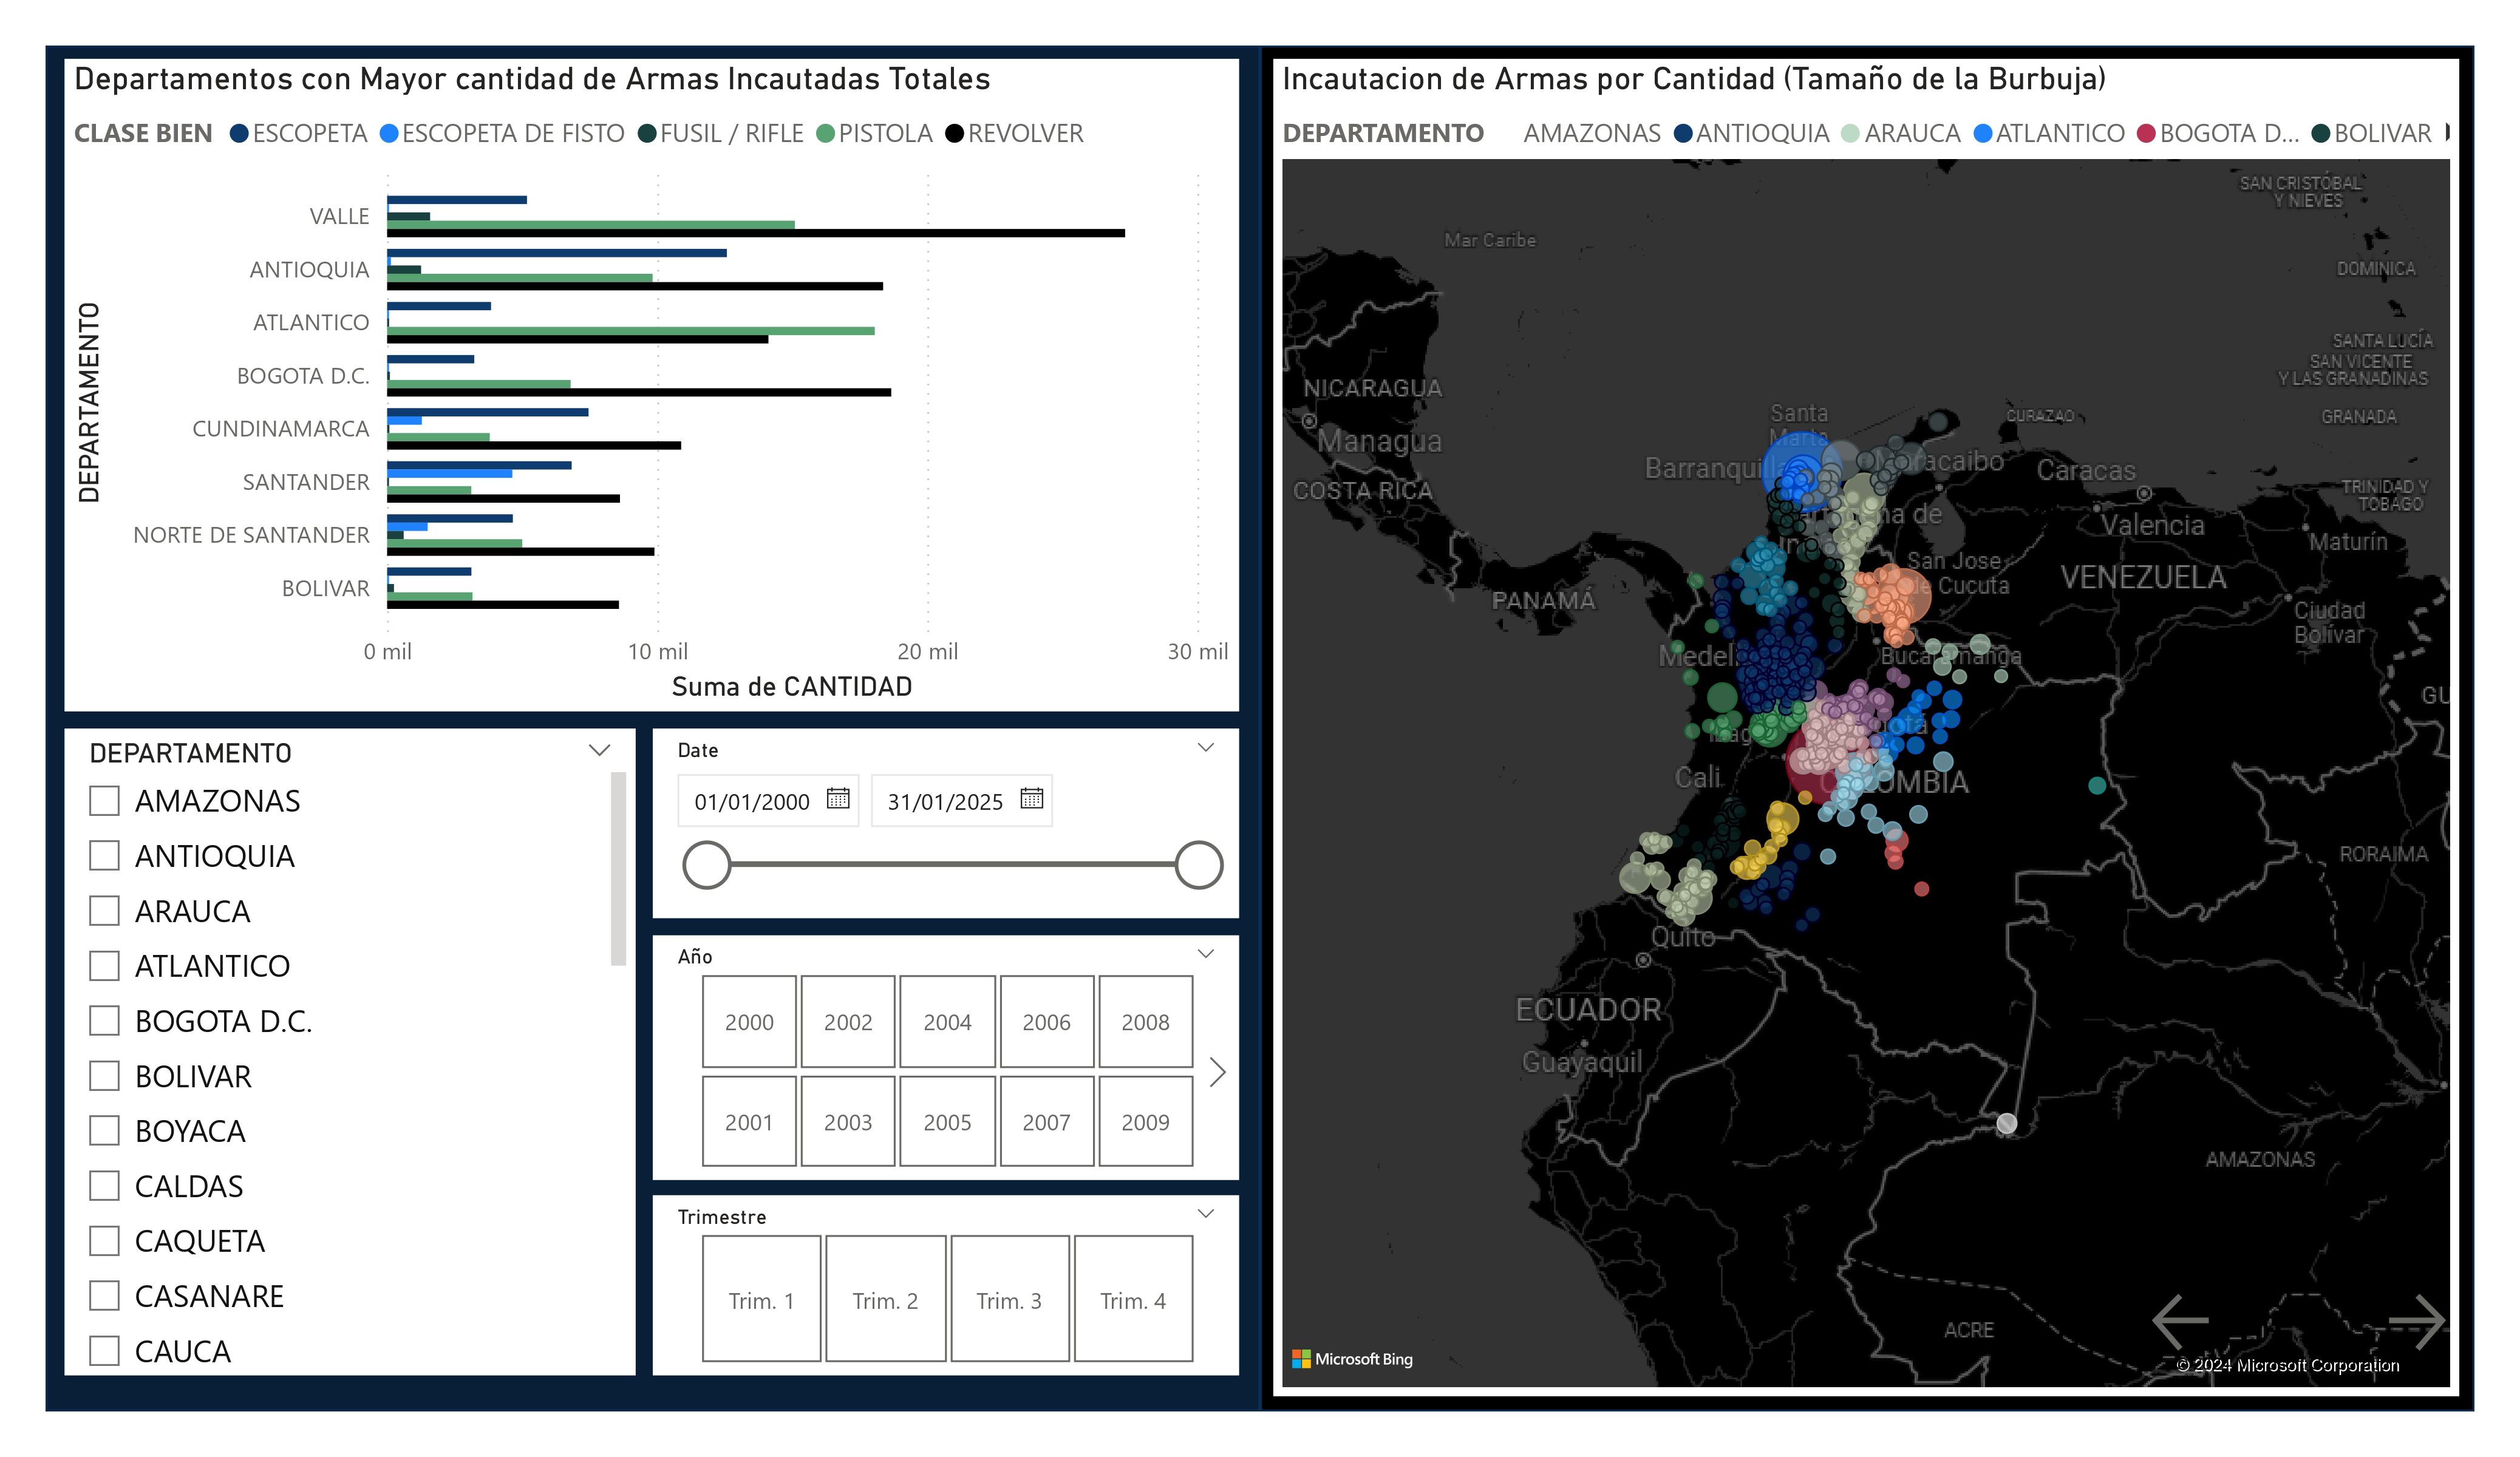 Departamentos con Mayor cantidad de Armas Incautadas Totales
CLASE BIEN ESCOPETA ESCOPETA DE FISTO FUSIL / RIFLE PISTOLA REVOLVER
DEPARTAMENTO
VALLE
ANTIOQUIA
ATLANTICO
BOGOTA D.C.
CUNDINAMARCA
SANTANDER
NORTE DE SANTANDER
BOLIVAR
0 mil 10 mil 20 mil 30 mil
Suma de CANTIDAD
DEPARTAMENTO
AMAZONAS
ANTIOQUIA
ARAUCA
ATLANTICO
BOGOTA D.C.
BOLIVAR
BOYACA
CALDAS
CAQUETA
CASANARE
CAUCA
Date
01/01/2000 31/01/2025
Año
2000 2002 2004 2006 2008
2001 2003 2005 2007 2009
Trimestre
Trim. 1 Trim. 2 Trim. 3 Trim. 4
Incautacion de Armas por Cantidad (Tamaño de la Burbuja)
DEPARTAMENTO AMAZONAS ANTIOQUIA ARAUCA ATLANTICO BOGOTA D... BOLIVAR
SAN CRISTÓBAL
Y NIEVES
Mar Caribe
DOMINICA
SANTA LUCÍA
SAN VICENTE
Y LAS GRANADINAS
NICARAGUA
Santa
Marta
CURAZAO
GRANADA
Managua
Caracas
COSTA RICA
TRINIDAD Y
TOBAGO
Valencia
Maturín
San Jose
de Cucuta
VENEZUELA
PANAMÁ
Ciudad
Bolívar
Bucaramanga
GU
Cali
RORAIMA
Quito
ECUADOR
Guayaquil
AMAZONAS
ACRE
Microsoft Bing
© 2024 Microsoft Corporation